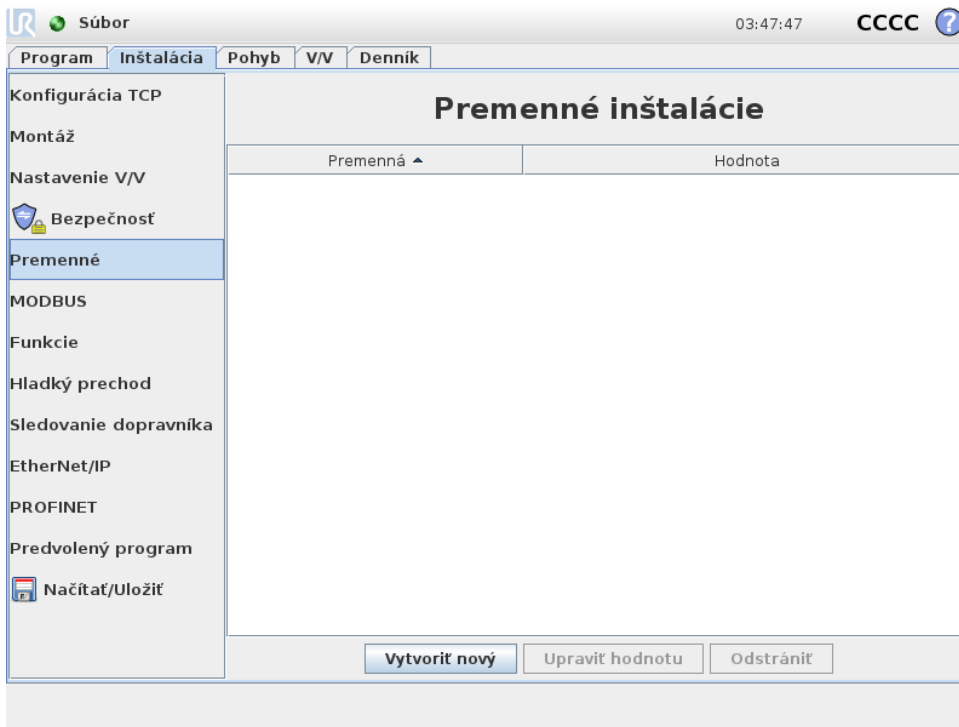 UR Súbor 03:47:47 CCCC ?
Program Inštalácia Pohyb V/V Denník
Konfigurácia TCP
Montáž
Nastavenie V/V
Bezpečnosť
Premenné
MODBUS
Funkcie
Hladký prechod
Sledovanie dopravníka
EtherNet/IP
PROFINET
Predvolený program
Načítať/Uložiť
Premenné inštalácie
Premenná Hodnota
Vytvoriť nový Upraviť hodnotu Odstrániť